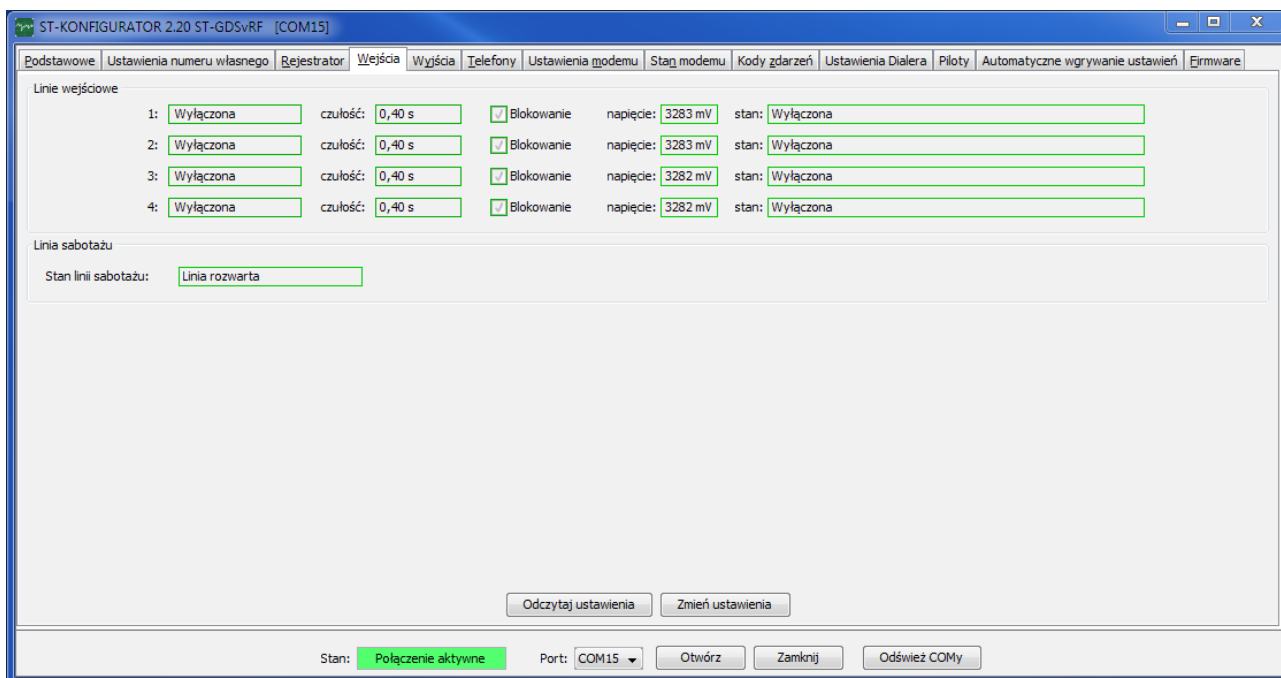 ST-KONFIGURATOR 2.20 ST-GDSvRF [COM15]
Podstawowe Ustawienia numeru własnego Rejestrator Wejścia Wyjścia Telefony Ustawienia modemu Stan modemu Kody zdarzeń Ustawienia Dialera Piloty Automatyczne wgrywanie ustawień Firmware
Linie wejściowe
1: Wyłączona czułość: 0,40 s Blokowanie napięcie: 3283 mV stan: Wyłączona
2: Wyłączona czułość: 0,40 s Blokowanie napięcie: 3283 mV stan: Wyłączona
3: Wyłączona czułość: 0,40 s Blokowanie napięcie: 3282 mV stan: Wyłączona
4: Wyłączona czułość: 0,40 s Blokowanie napięcie: 3282 mV stan: Wyłączona
Linia sabotażu
Stan linii sabotażu: Linia rozwarta
Odczytaj ustawienia Zmień ustawienia
Stan: Połączenie aktywne Port: COM15 Otwórz Zamknij Odśwież COMy